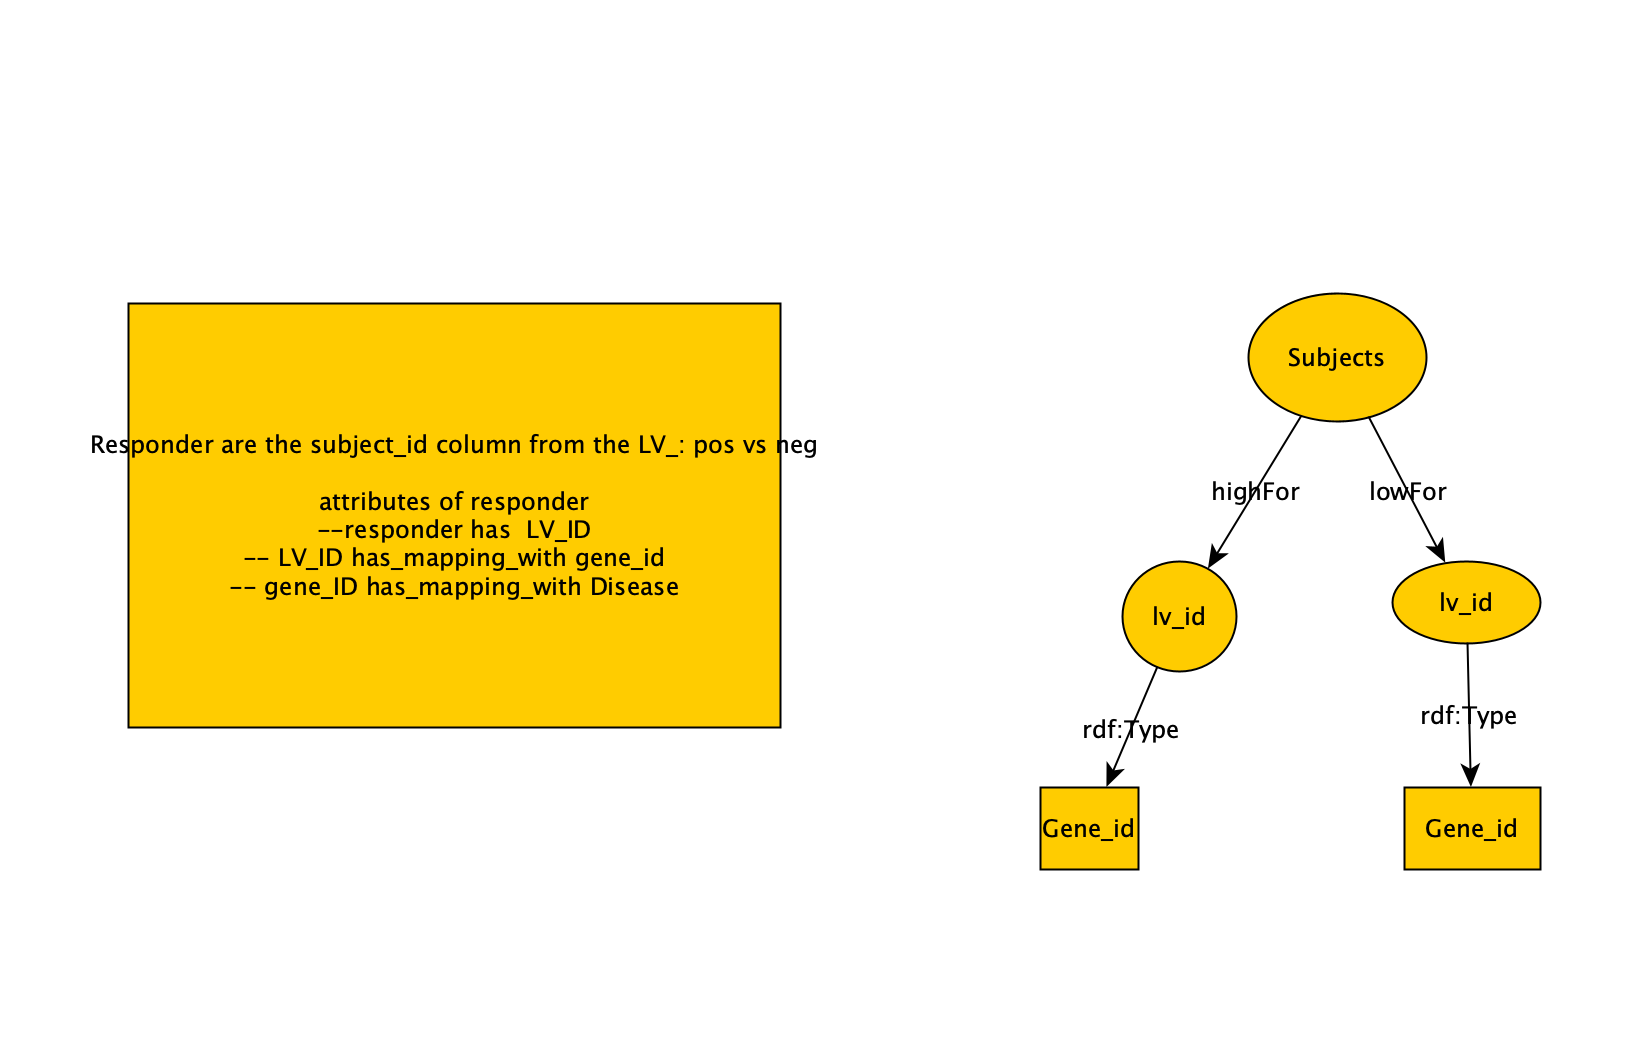 Responder are the subject_id column from the LV_: pos vs neg
attributes of responder
--responder has  LV_ID
-- LV_ID has_mapping_with gene_id
-- gene_ID has_mapping_with Disease
Subjects
highFor
lowFor
lv_id
lv_id
rdf:Type
rdf:Type
Gene_id
Gene_id